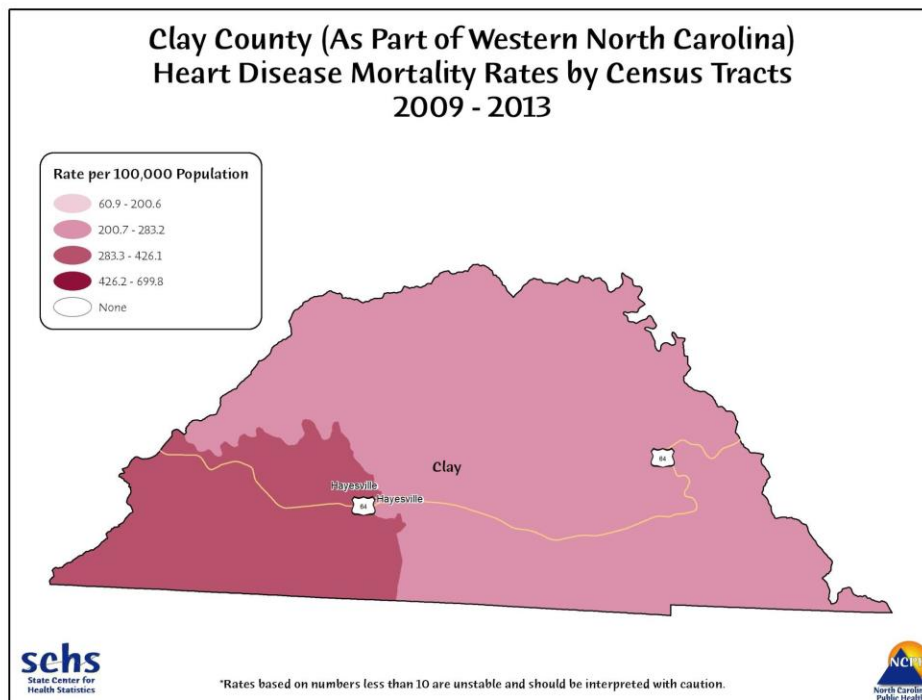 Clay County (As Part of Western North Carolina)
Heart Disease Mortality Rates by Census Tracts
2009 - 2013
Rate per 100,000 Population
60.9 - 200.6
200.7 - 283.2
283.3 - 426.1
426.2 - 699.8
None
Clay
64
Hayesville
64
Hayesville
schs
State Center for
Health Statistics
*Rates based on numbers less than 10 are unstable and should be interpreted with caution.
North Carolina
Public Health